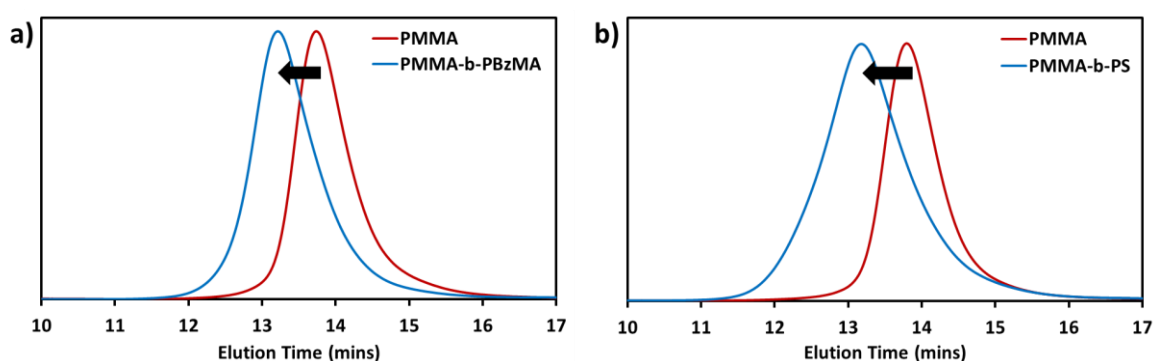 a)
PMMA
PMMA-b-PBzMA
10 11 12 13 14 15 16 17
Elution Time (mins)
b)
PMMA
PMMA-b-PS
10 11 12 13 14 15 16 17
Elution Time (mins)